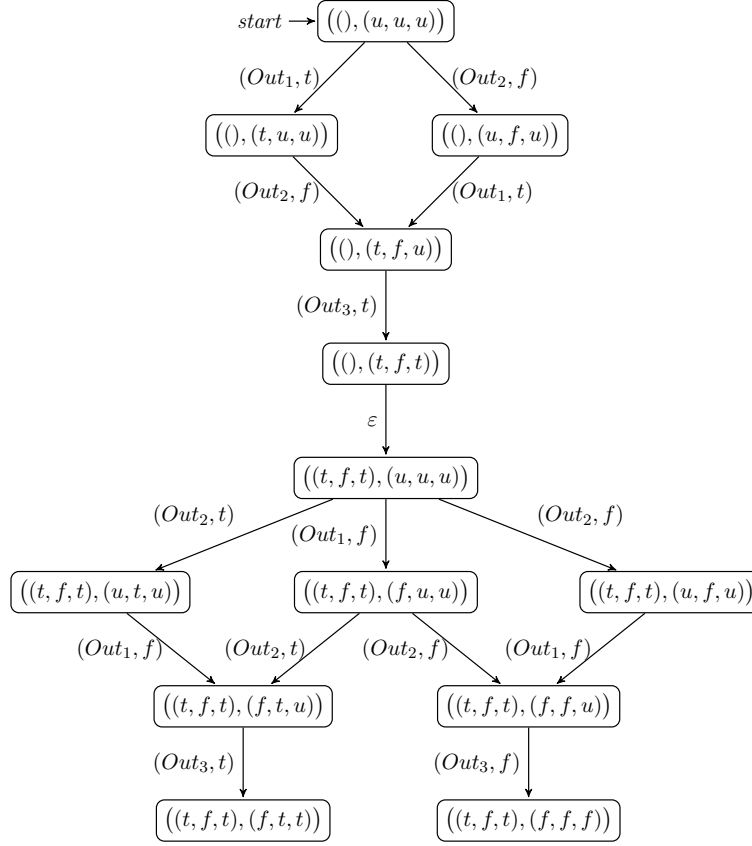 start ((), (u, u, u))
(Out₁, t) (Out₂, f)
((), (t, u, u)) ((), (u, f, u))
(Out₂, f) (Out₁, t)
((), (t, f, u))
(Out₃, t)
((), (t, f, t))
ε
((t, f, t), (u, u, u))
(Out₂, t) (Out₁, f) (Out₂, f)
((t, f, t), (u, t, u)) ((t, f, t), (f, u, u)) ((t, f, t), (u, f, u))
(Out₁, f) (Out₂, t) (Out₂, f) (Out₁, f)
((t, f, t), (f, t, u)) ((t, f, t), (f, f, u))
(Out₃, t) (Out₃, f)
((t, f, t), (f, t, t)) ((t, f, t), (f, f, f))